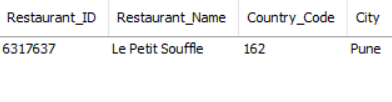 Restaurant_ID Restaurant_Name Country_Code City
6317637 Le Petit Souffle 162 Pune